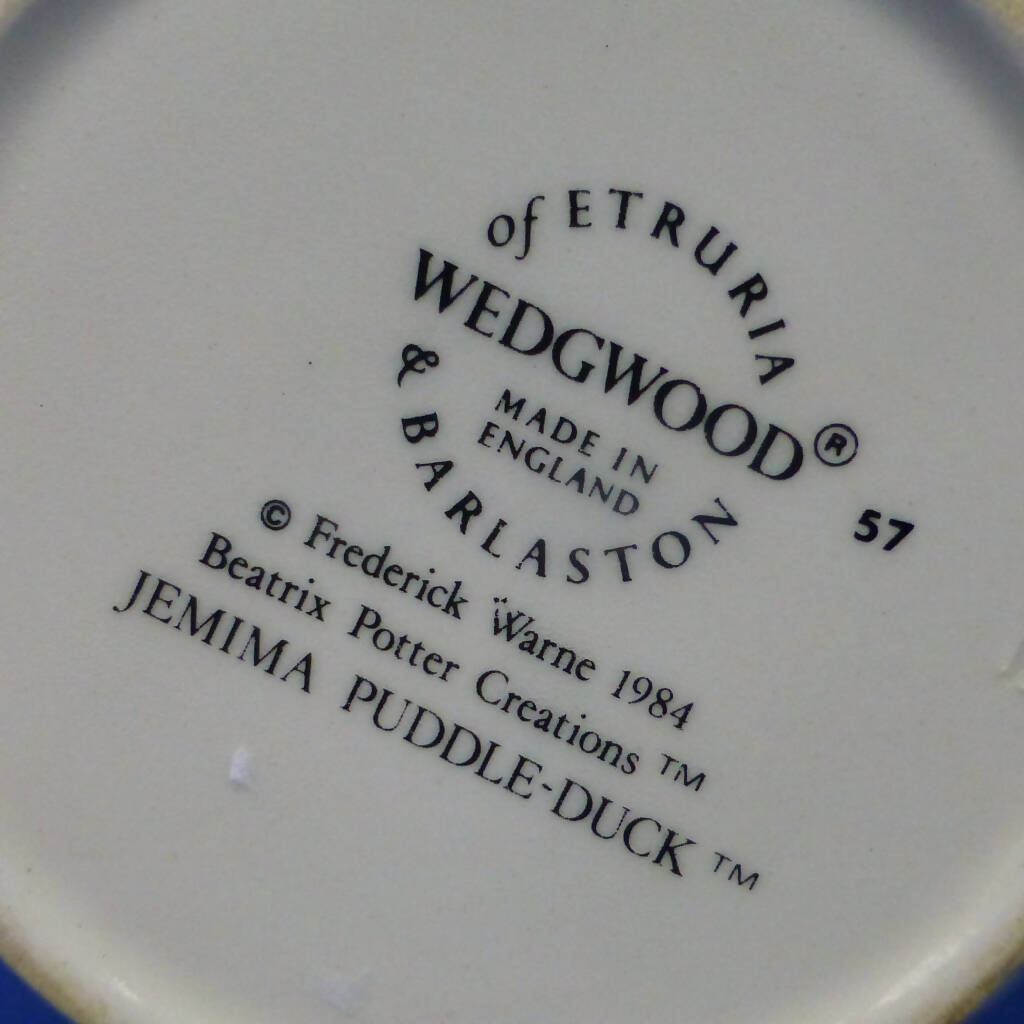 of ETRURIA
WEDGWOOD®
& BARLASTON
MADE IN
ENGLAND
57
© Frederick Warne 1984
Beatrix Potter Creations ™
JEMIMA PUDDLE-DUCK ™